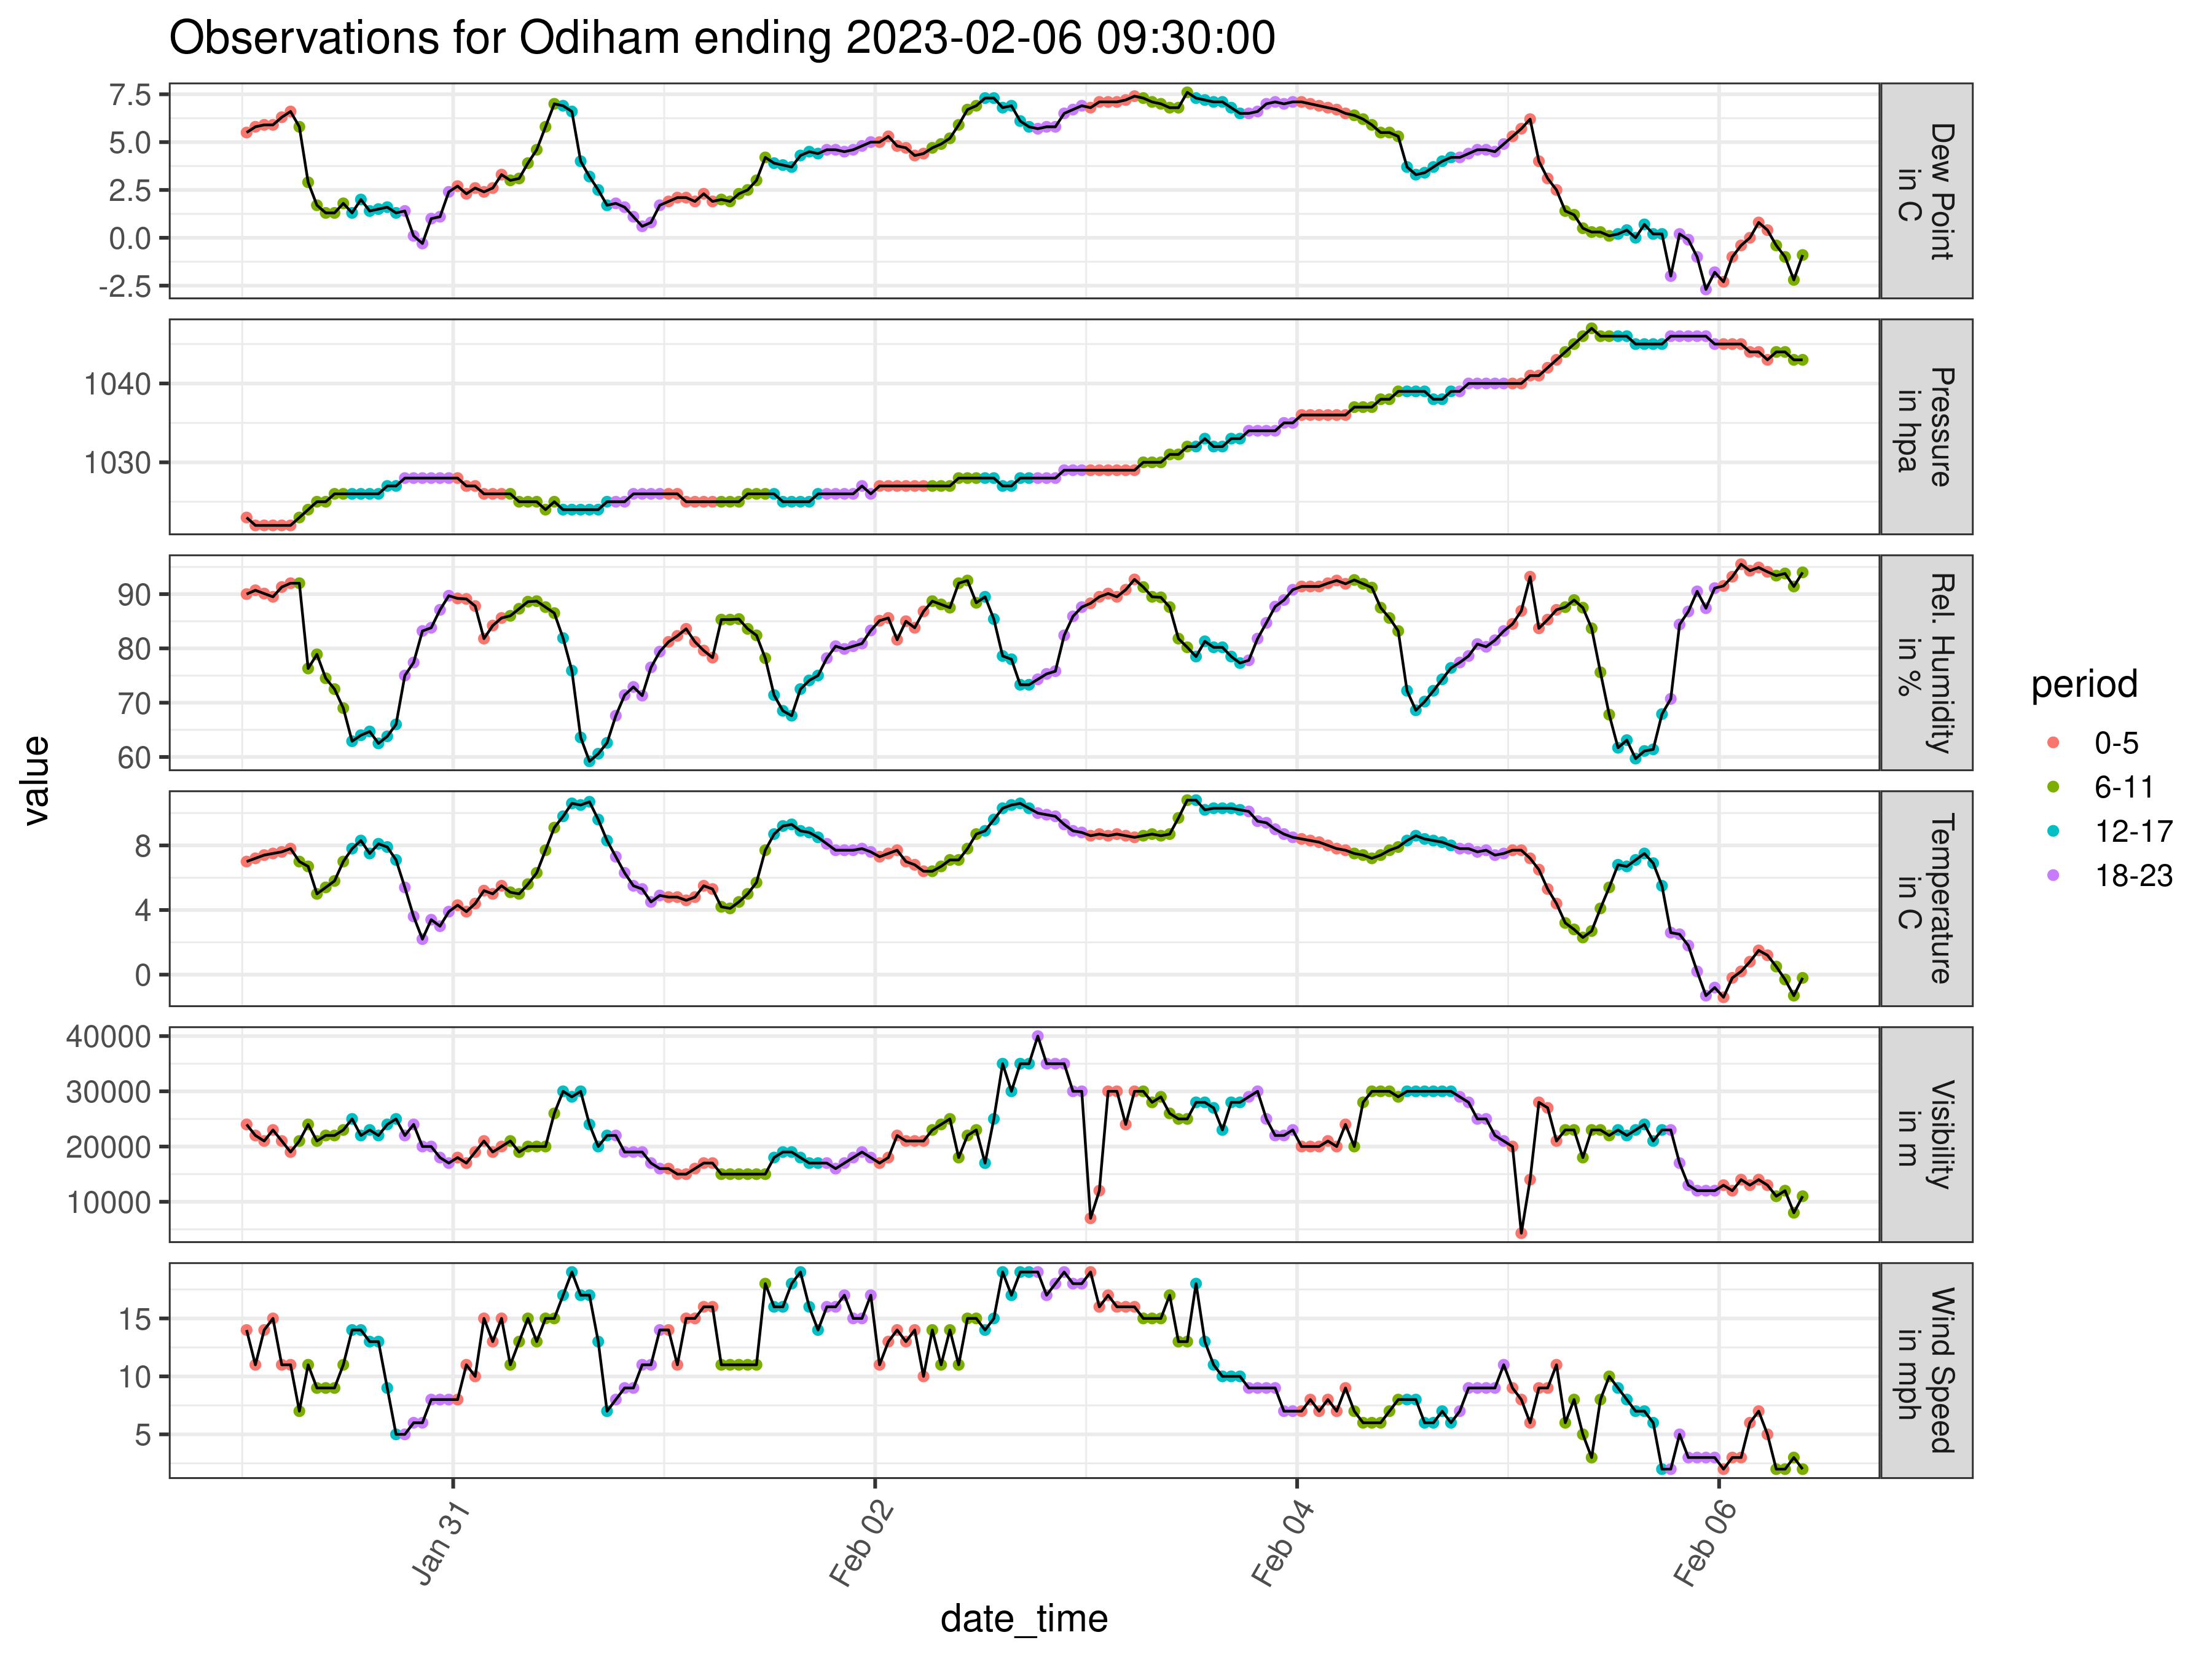 Observations for Odiham ending 2023-02-06 09:30:00
value
7.5
5.0
2.5
0.0
-2.5
Dew Point
in C
1040
1030
Pressure
in hpa
90
80
70
60
Rel. Humidity
in %
8
4
0
Temperature
in C
40000
30000
20000
10000
Visibility
in m
15
10
5
Wind Speed
in mph
Jan 31
Feb 02
Feb 04
Feb 06
date_time
period
0-5
6-11
12-17
18-23